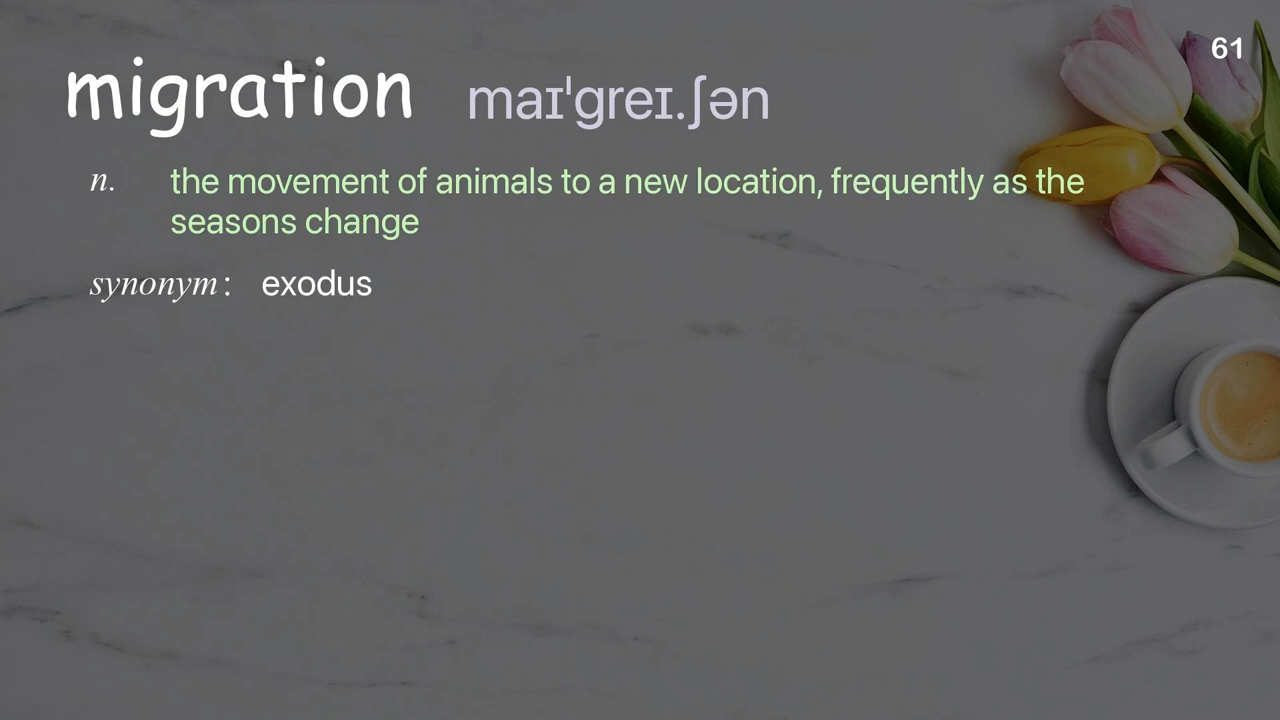 61
migration maɪˈɡreɪ.ʃən
n. the movement of animals to a new location, frequently as the
seasons change
synonym: exodus